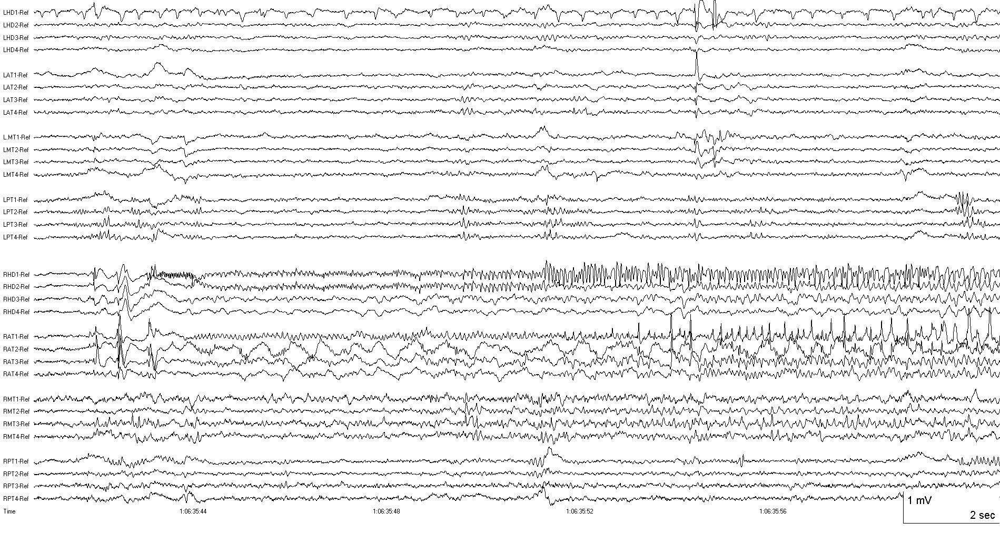 LHD1-Ref
LHD2-Ref
LHD3-Ref
LHD4-Ref
LAT1-Ref
LAT2-Ref
LAT3-Ref
LAT4-Ref
L.MT1-Ref
LMT2-Ref
LMT3-Ref
LMT4-Ref
LPT1-Ref
LPT2-Ref
LPT3-Ref
LPT4-Ref
RHD1-Ref
RHD2-Ref
RHD3-Ref
RHD4-Ref
RAT1-Ref
RAT2-Ref
RAT3-Ref
RAT4-Ref
RMT1-Ref
RMT2-Ref
RMT3-Ref
RMT4-Ref
RPT1-Ref
RPT2-Ref
RPT3-Ref
RPT4-Ref
1 mV
Time 1:06:35:44 1:06:35:48 1:06:35:52 1:06:35:56
2 sec